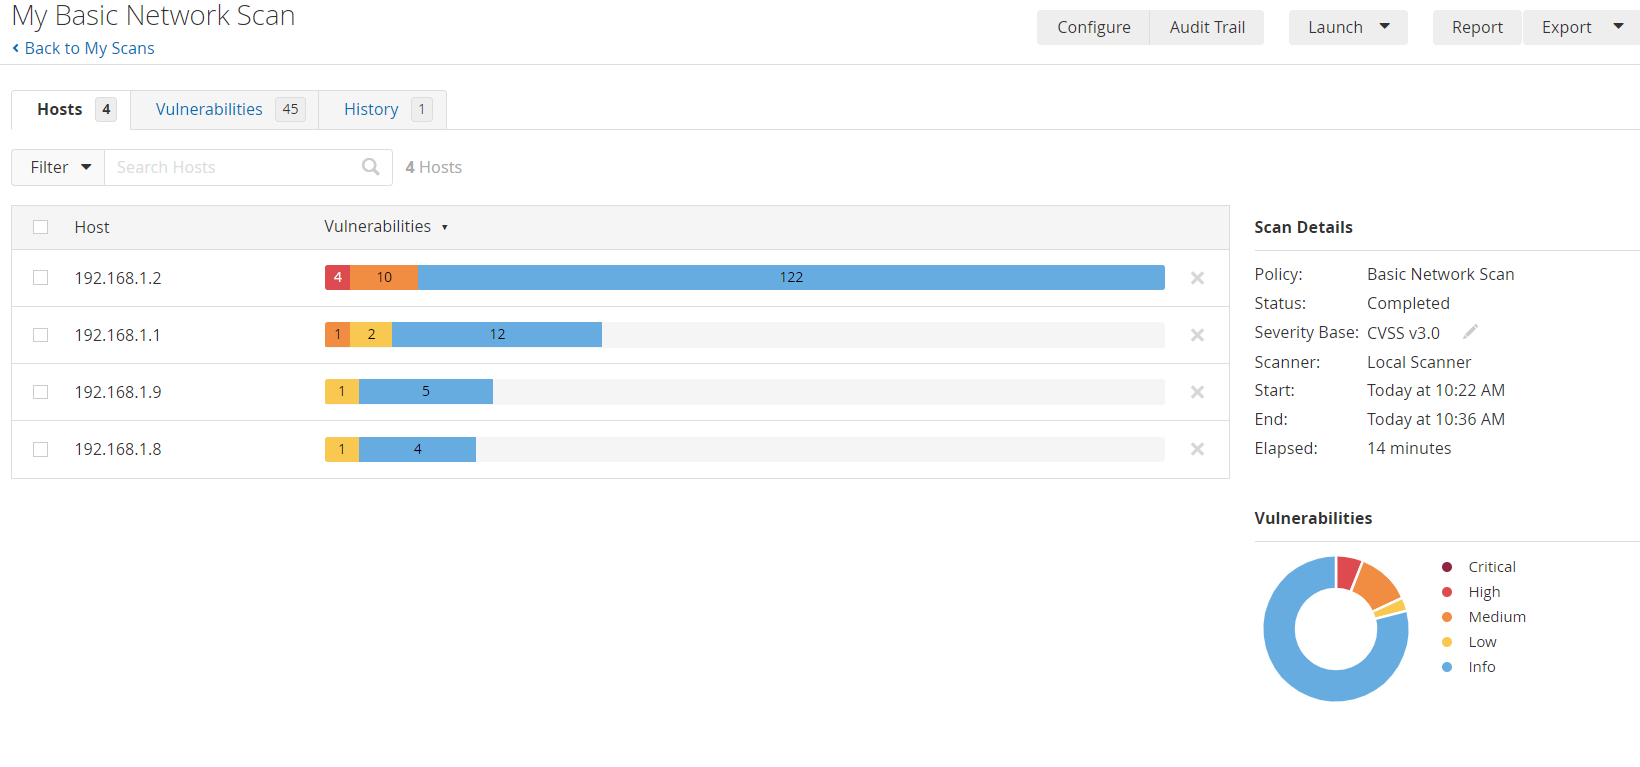 My Basic Network Scan
Back to My Scans
Configure Audit Trail Launch Report Export
Hosts 4 Vulnerabilities 45 History 1
Filter Search Hosts 4 Hosts
Host Vulnerabilities
192.168.1.2 4 10 122
192.168.1.1 1 2 12
192.168.1.9 1 5
192.168.1.8 1 4
Scan Details
Policy: Basic Network Scan
Status: Completed
Severity Base: CVSS v3.0
Scanner: Local Scanner
Start: Today at 10:22 AM
End: Today at 10:36 AM
Elapsed: 14 minutes
Vulnerabilities
Critical
High
Medium
Low
Info